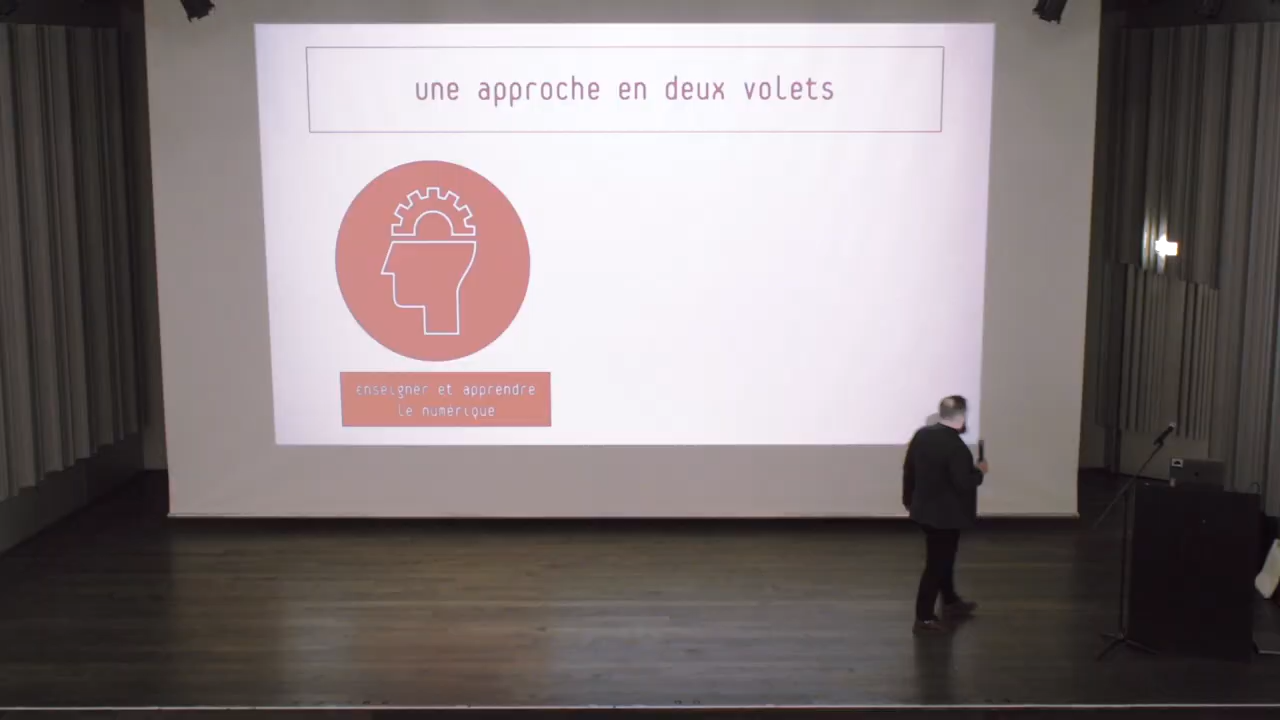 une approche en deux volets
enseigner et apprendre
le numérique